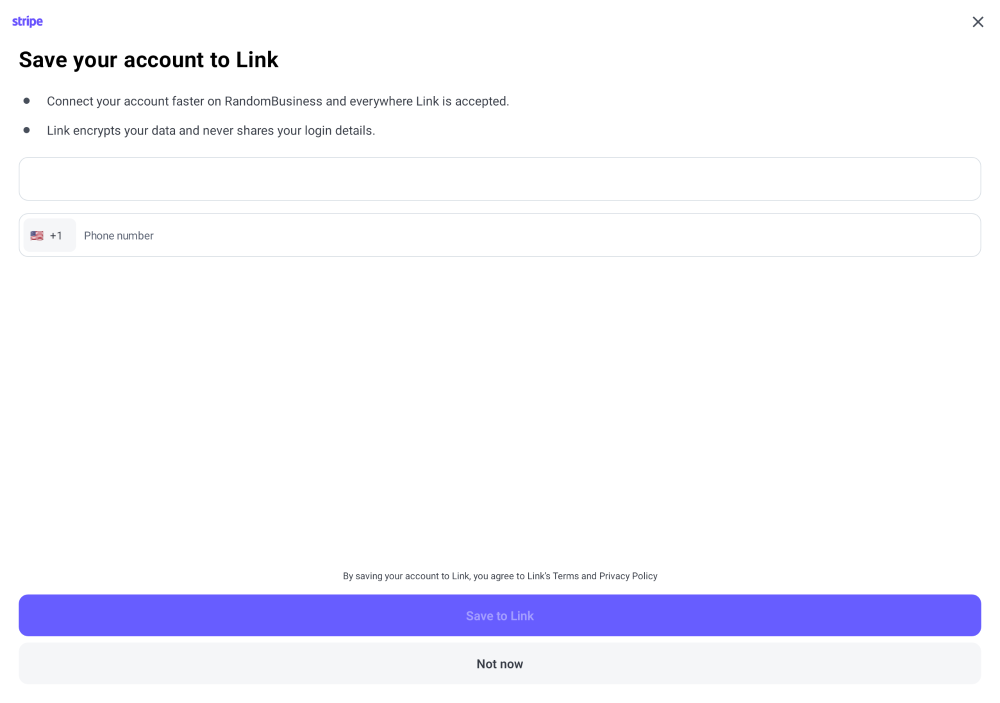 stripe
Save your account to Link
Connect your account faster on RandomBusiness and everywhere Link is accepted.
Link encrypts your data and never shares your login details.
+1 Phone number
By saving your account to Link, you agree to Link's Terms and Privacy Policy
Save to Link
Not now